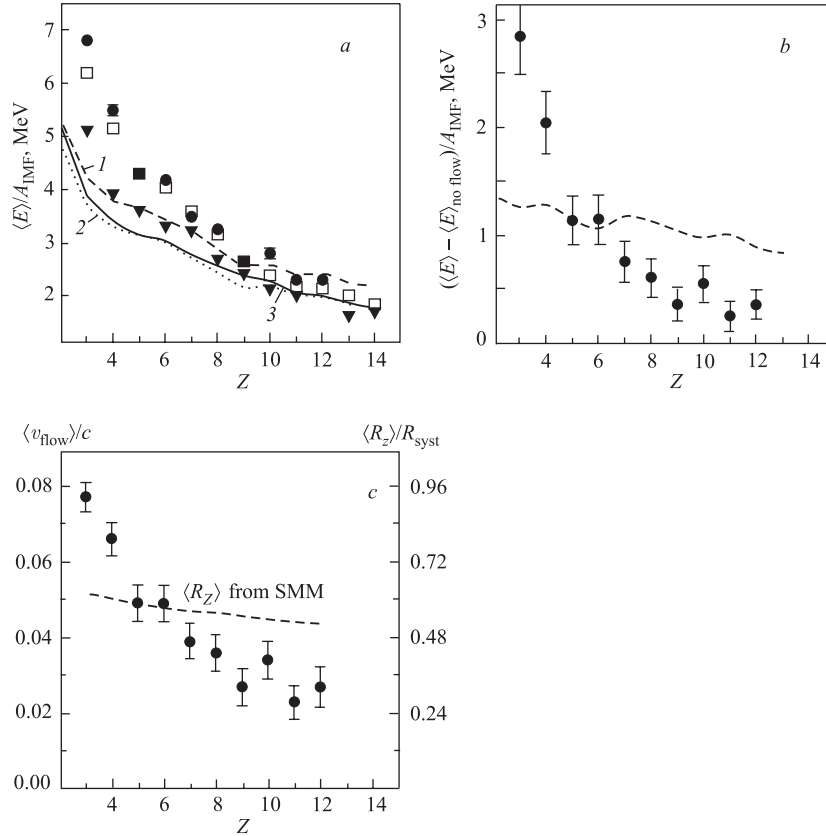 a
7
6
5
4
3
2
⟨E⟩/A_IMF, MeV
1
2
3
4 6 8 10 12 14
Z
b
3
2
1
0
(⟨E⟩ − ⟨E⟩_no flow)/A_IMF, MeV
4 6 8 10 12 14
Z
⟨v_flow⟩/c
⟨R_z⟩/R_syst
c
0.08
0.06
0.04
0.02
0.00
0.96
0.72
0.48
0.24
⟨R_Z⟩ from SMM
4 6 8 10 12 14
Z